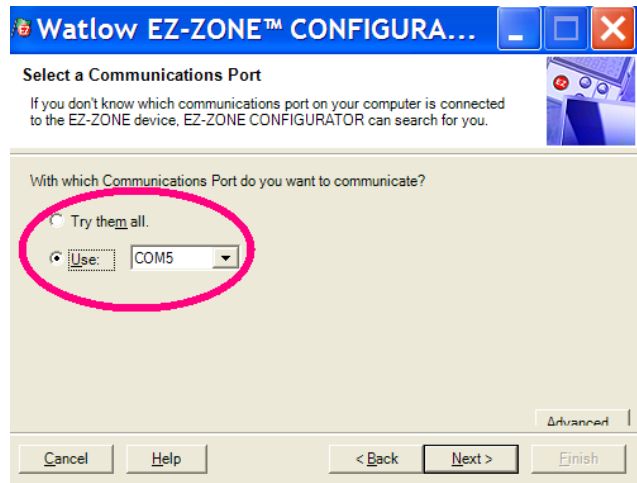 Watlow EZ-ZONE™ CONFIGURA...
Select a Communications Port
If you don't know which communications port on your computer is connected
to the EZ-ZONE device, EZ-ZONE CONFIGURATOR can search for you.
EZ
With which Communications Port do you want to communicate?
Try them all.
Use: COM5
Advanced
Cancel Help < Back Next > Finish